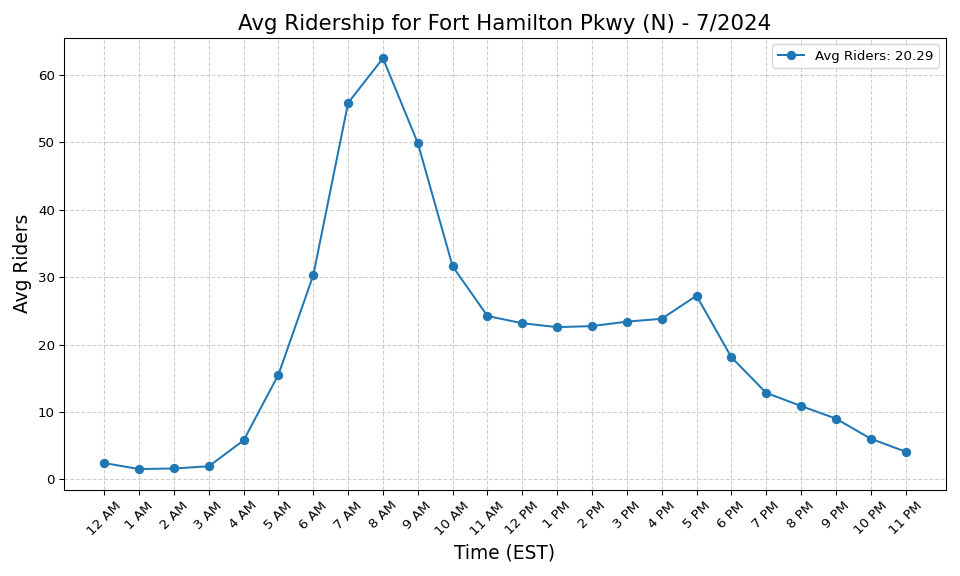 Avg Ridership for Fort Hamilton Pkwy (N) - 7/2024
Avg Riders: 20.29
Avg Riders
60
50
40
30
20
10
0
12 AM
1 AM
2 AM
3 AM
4 AM
5 AM
6 AM
7 AM
8 AM
9 AM
10 AM
11 AM
12 PM
1 PM
2 PM
3 PM
4 PM
5 PM
6 PM
7 PM
8 PM
9 PM
10 PM
11 PM
Time (EST)